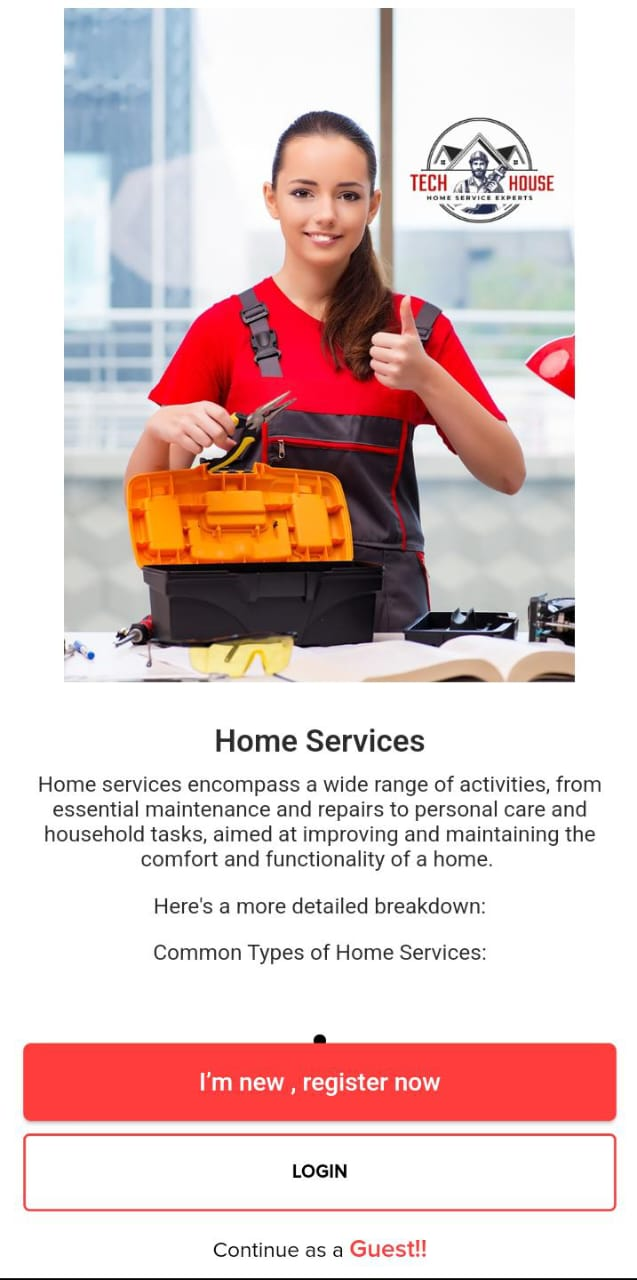 TECH HOUSE
HOME SERVICE EXPERTS
Home Services
Home services encompass a wide range of activities, from
essential maintenance and repairs to personal care and
household tasks, aimed at improving and maintaining the
comfort and functionality of a home.
Here's a more detailed breakdown:
Common Types of Home Services:
I'm new , register now
LOGIN
Continue as a Guest!!